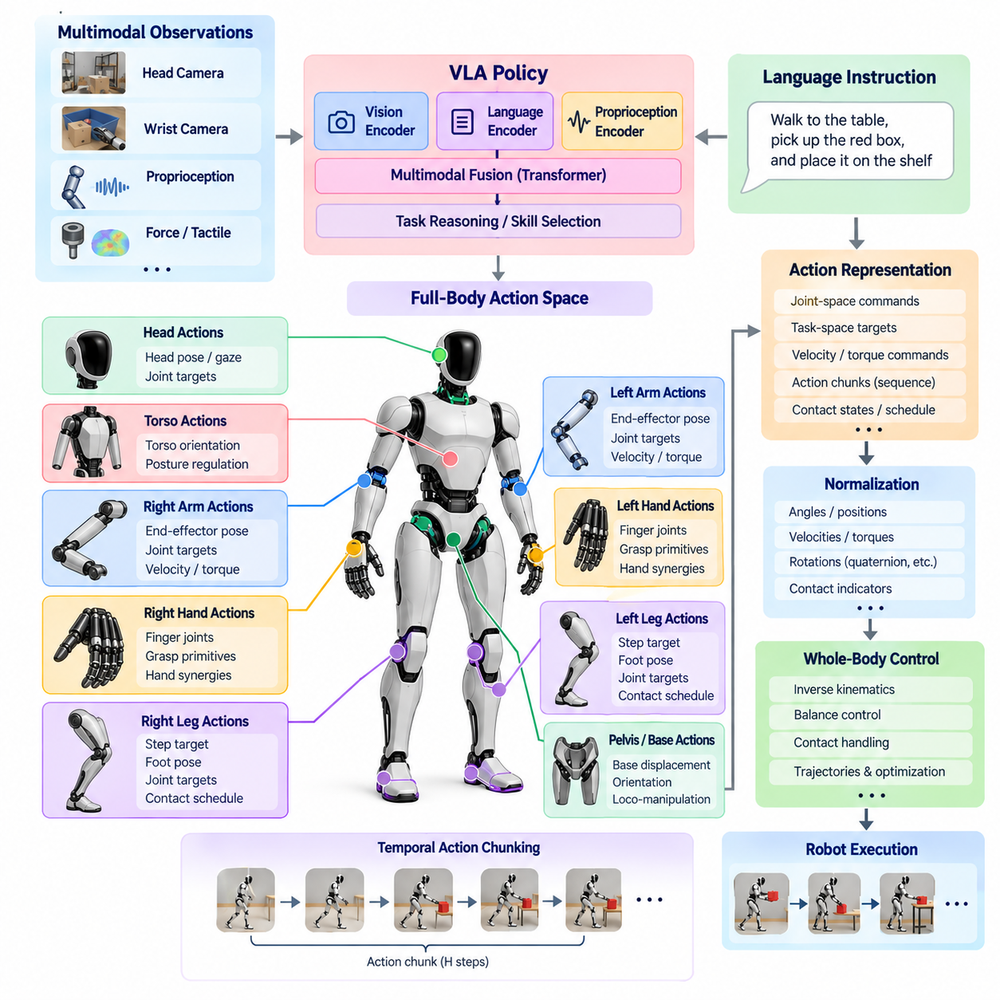 Multimodal Observations
Head Camera
Wrist Camera
Proprioception
Force / Tactile
• • •
VLA Policy
Vision
Encoder
Language
Encoder
Proprioception
Encoder
Multimodal Fusion (Transformer)
Task Reasoning / Skill Selection
Language Instruction
Walk to the table,
pick up the red box,
and place it on the shelf
Full-Body Action Space
Head Actions
Head pose / gaze
Joint targets
Torso Actions
Torso orientation
Posture regulation
Right Arm Actions
End-effector pose
Joint targets
Velocity / torque
Right Hand Actions
Finger joints
Grasp primitives
Hand synergies
Right Leg Actions
Step target
Foot pose
Joint targets
Contact schedule
Left Arm Actions
End-effector pose
Joint targets
Velocity / torque
Left Hand Actions
Finger joints
Grasp primitives
Hand synergies
Left Leg Actions
Step target
Foot pose
Joint targets
Contact schedule
Pelvis / Base Actions
Base displacement
Orientation
Loco-manipulation
Action Representation
Joint-space commands
Task-space targets
Velocity / torque commands
Action chunks (sequence)
Contact states / schedule
• • •
Normalization
Angles / positions
Velocities / torques
Rotations (quaternion, etc.)
Contact indicators
• • •
Whole-Body Control
Inverse kinematics
Balance control
Contact handling
Trajectories & optimization
• • •
Temporal Action Chunking
• • •
Action chunk (H steps)
Robot Execution
• • •